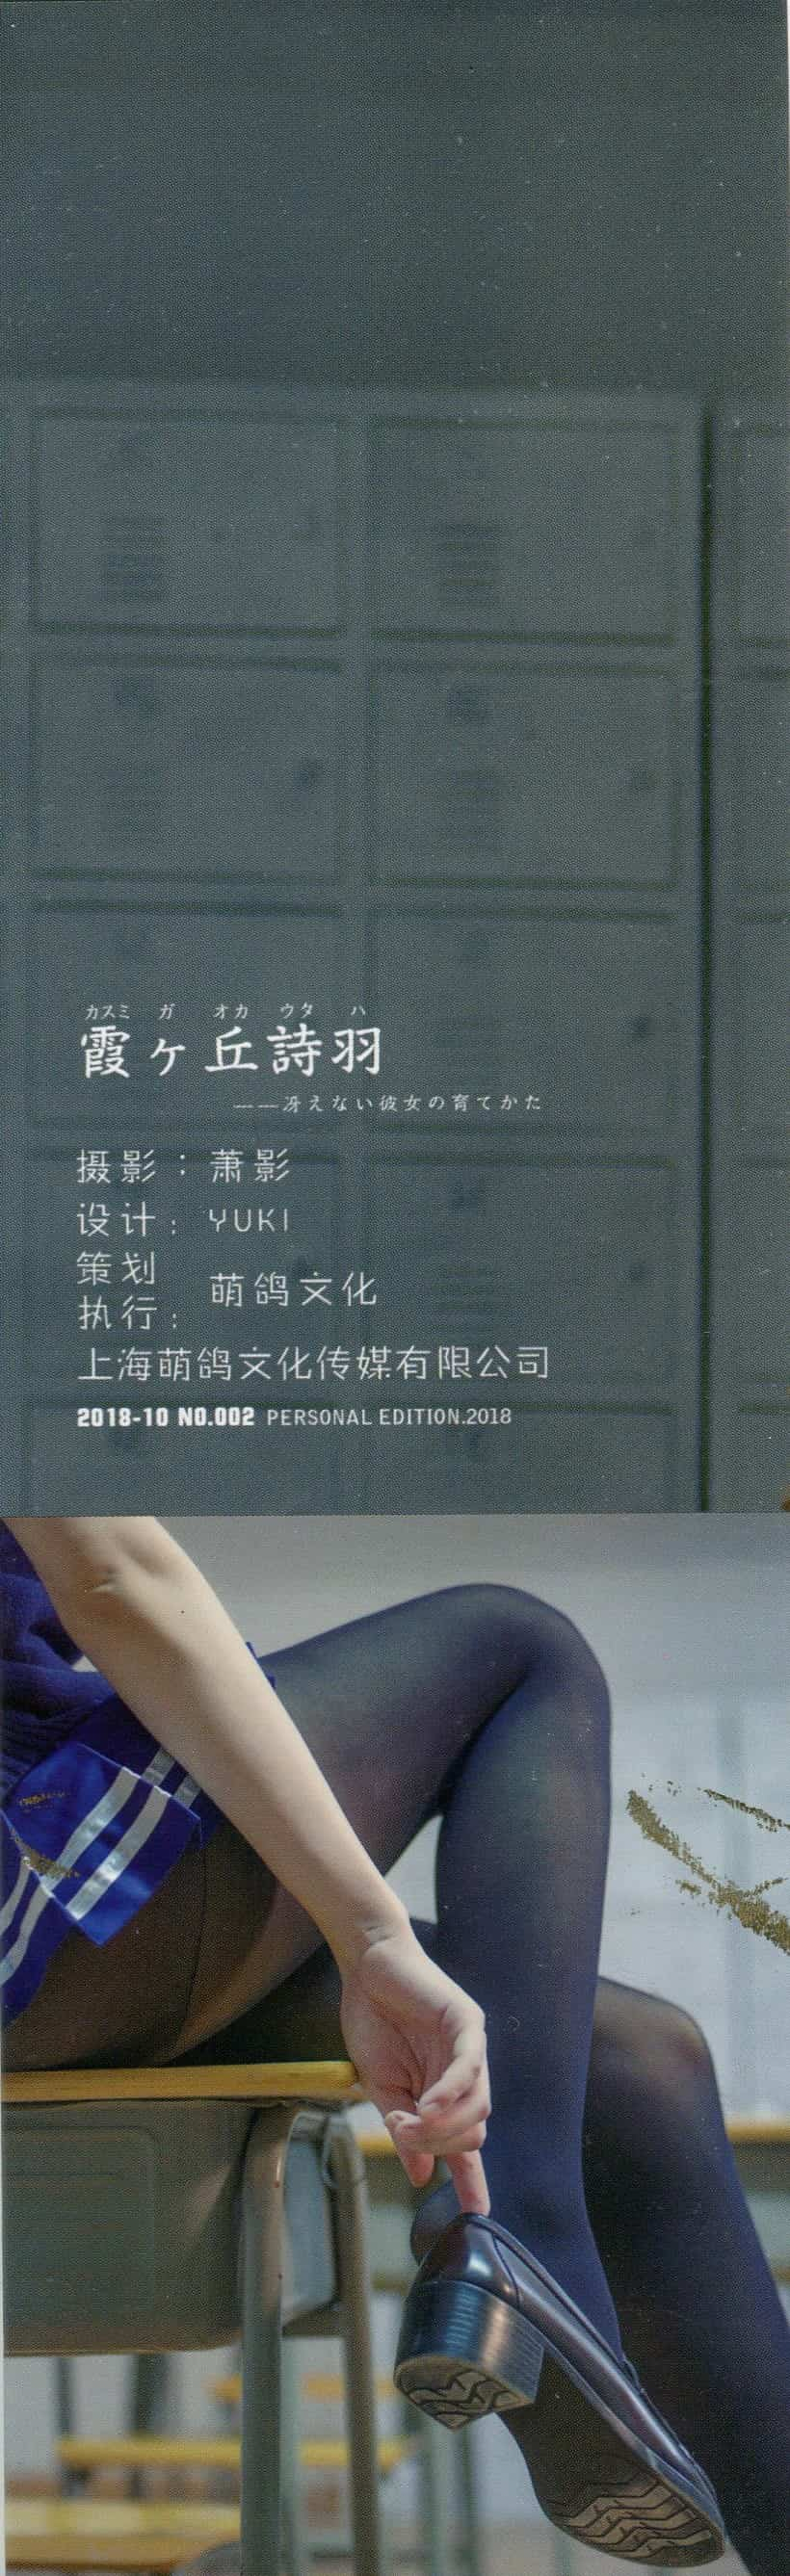 カスミ ガ オカ ウタ ハ
霞ヶ丘詩羽
——冴えない彼女の育てかた
摄影：萧影
设计：YUKI
策划
执行：萌鸽文化
上海萌鸽文化传媒有限公司
2018-10 NO.002 PERSONAL EDITION.2018